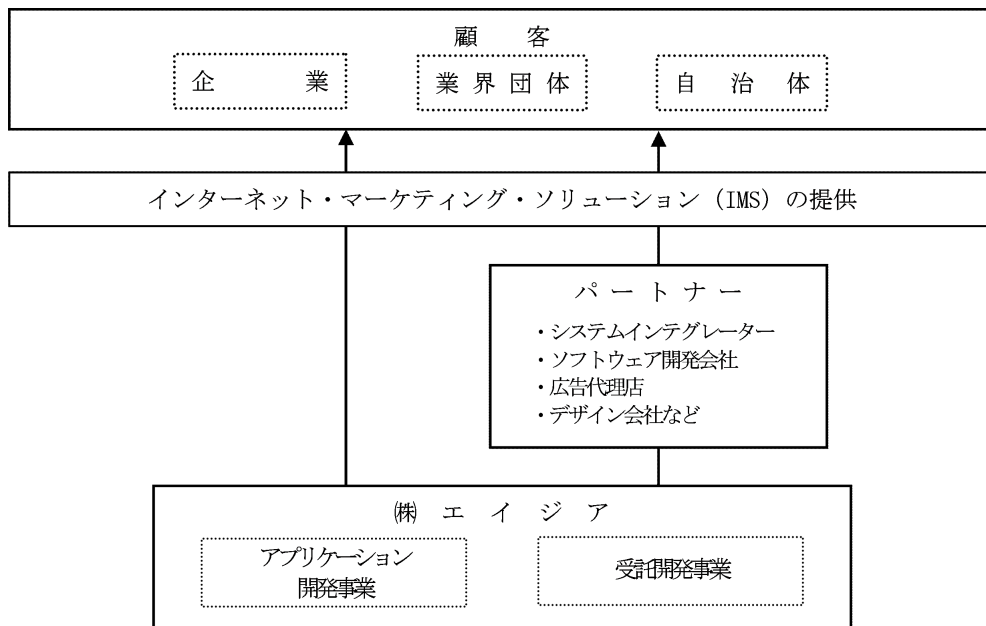 顧客
企業 業界団体 自治体
インターネット・マーケティング・ソリューション（IMS）の提供
パートナー
・システムインテグレーター
・ソフトウェア開発会社
・広告代理店
・デザイン会社など
㈱エイジア
アプリケーション
開発事業
受託開発事業